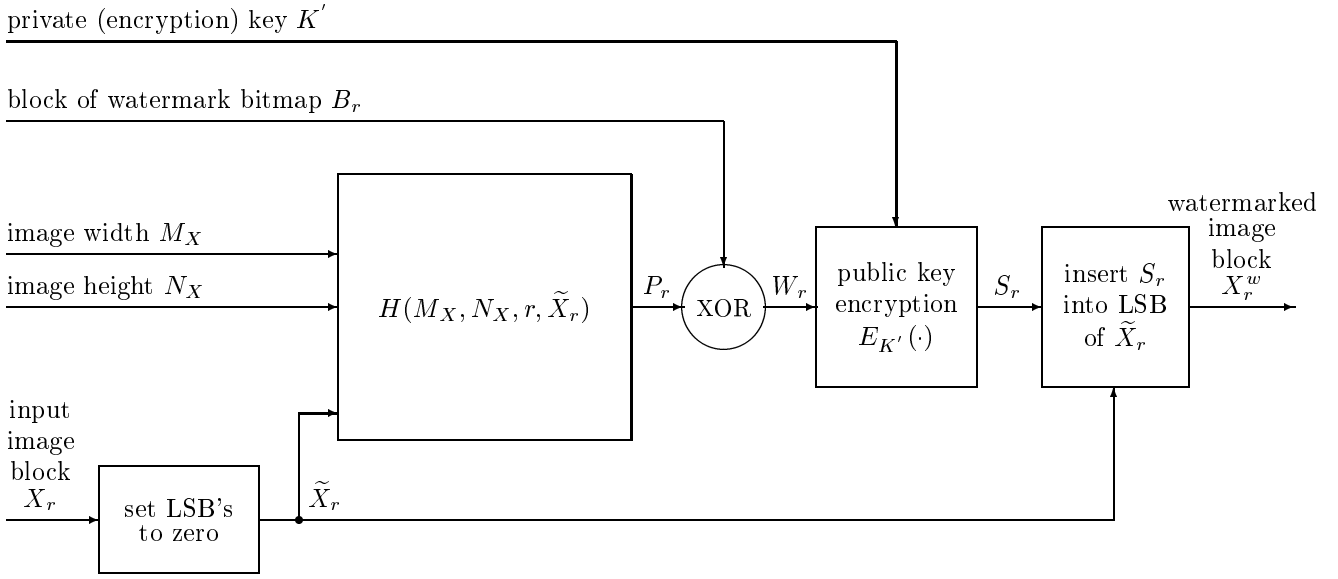 private (encryption) key K′
block of watermark bitmap B_r
image width M_X
image height N_X
H(M_X, N_X, r, X̃_r)
P_r
XOR
W_r
public key
encryption
E_K′(·)
S_r
insert S_r
into LSB
of X̃_r
watermarked
image
block
X_r^w
input
image
block
X_r
set LSB's
to zero
X̃_r